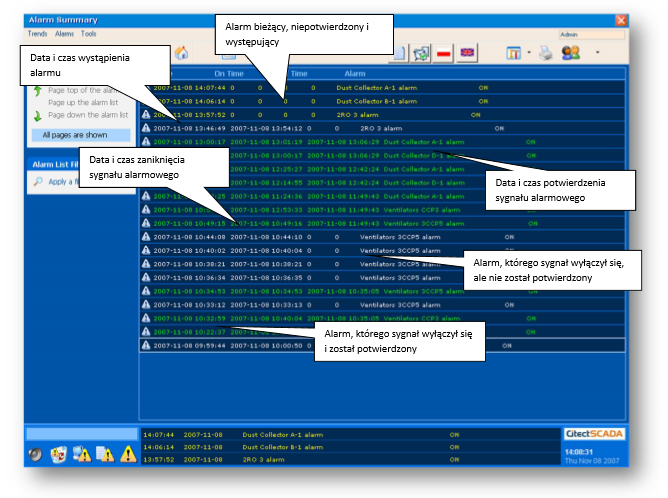 Alarm Summary
Trends Alarms Tools
Admin
Alarm bieżący, niepotwierdzony i
występujący
Data i czas wystąpienia
alarmu
On Time Time Alarm
Page top of the alarm
Page up the alarm list
Page down the alarm list
All pages are shown
Alarm List Fil
Apply a fi
2007-11-08 14:07:44 0 0 0 0 Dust Collector A-1 alarm ON
2007-11-08 14:06:14 0 0 0 0 Dust Collector B-1 alarm ON
2007-11-08 13:57:52 0 0 0 0 2RO 3 alarm ON
2007-11-08 13:46:49 2007-11-08 13:54:12 0 0 2RO 3 alarm ON
2007-11-08 13:00:17 2007-11-08 13:01:19 2007-11-08 13:06:29 Dust Collector A-1 alarm ON
2007-11-08 13:00:17 2007-11-08 13:06:29 Dust Collector D-1 alarm ON
Data i czas zaniknięcia
sygnału alarmowego
2007-11-08 12:25:27 2007-11-08 12:42:24 Dust Collector A-1 alarm
2007-11-08 12:14:55 2007-11-08 12:42:24 Dust Collector D-1 alarm
Data i czas potwierdzenia
sygnału alarmowego
25 2007-11-08 11:24:36 2007-11-08 11:49:43 Dust Collector A-1 alarm
2007-11-08 12:53:33 2007-11-08 11:49:43 Ventilators CCP3 alarm ON
2007-11-08 10:49:15 2007-11-08 10:49:16 2007-11-08 11:49:43 Ventilators 3CCP5 alarm ON
2007-11-08 10:44:08 2007-11-08 10:44:10 0 0 Ventilators 3CCP5 alarm
2007-11-08 10:40:02 2007-11-08 10:40:04 0 0 Ventilators 3CCP5 alarm
2007-11-08 10:38:21 2007-11-08 10:38:21 0 0 Ventilators 3CCP5 alarm
2007-11-08 10:36:34 2007-11-08 10:36:35 0 0 Ventilators 3CCP5 alarm
Alarm, którego sygnał wyłączył się,
ale nie został potwierdzony
2007-11-08 10:34:53 2007-11-08 10:34:53 2007-11-08 10:35:05 Ventilators 3CCP5 alarm ON
2007-11-08 10:33:12 2007-11-08 10:33:13 0 0 Ventilators 3CCP5 alarm ON
2007-11-08 10:32:59 2007-11-08 10:40:04 2007-11-08 10:35:05 Ventilators CCP3 alarm ON
2007-11-08 10:22:37 ON
2007-11-08 09:59:44 2007-11-08 10:00:50 0 ON
Alarm, którego sygnał wyłączył się
i został potwierdzony
14:07:44 2007-11-08 Dust Collector A-1 alarm ON
14:06:14 2007-11-08 Dust Collector B-1 alarm ON
13:57:52 2007-11-08 2RO 3 alarm ON
CitectSCADA
14:08:31
Thu Nov 08 2007